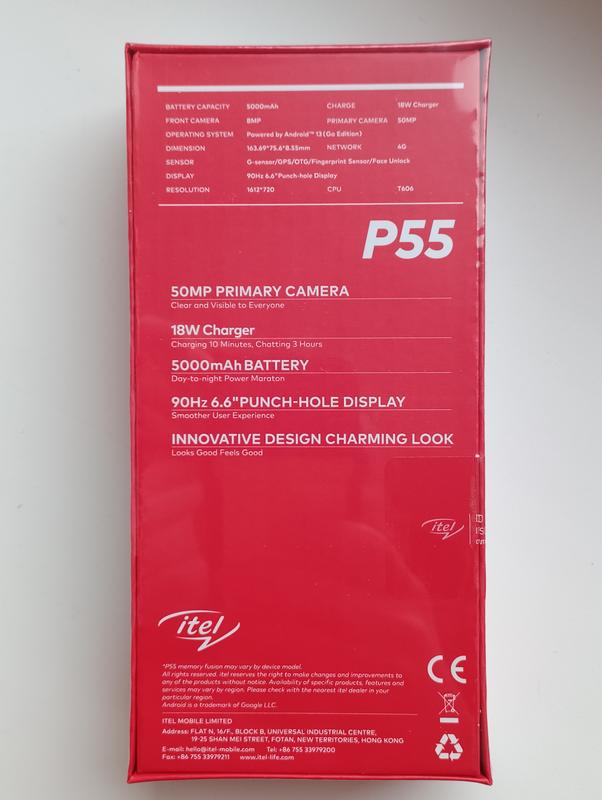 BATTERY CAPACITY 5000mAh CHARGE 18W Charger
FRONT CAMERA 8MP PRIMARY CAMERA 50MP
OPERATING SYSTEM Powered by Android™ 13 (Go Edition)
DIMENSION 163.69*75.6*8.55mm NETWORK 4G
SENSOR G-sensor/GPS/OTG/Fingerprint Sensor/Face Unlock
DISPLAY 90Hz 6.6"Punch-hole Display
RESOLUTION 1612*720 CPU T606
P55
50MP PRIMARY CAMERA
Clear and Visible to Everyone
18W Charger
Charging 10 Minutes, Chatting 3 Hours
5000mAh BATTERY
Day-to-night Power Maraton
90Hz 6.6"PUNCH-HOLE DISPLAY
Smoother User Experience
INNOVATIVE DESIGN CHARMING LOOK
Looks Good Feels Good
itel
itel
*P55 memory fusion may vary by device model.
All rights reserved. itel reserves the right to make changes and improvements to
any of the products without notice. Availability of specific products, features and
services may vary by region. Please check with the nearest itel dealer in your
particular region.
Android is a trademark of Google LLC.
CE
ITEL MOBILE LIMITED
Address: FLAT N, 16/F., BLOCK B, UNIVERSAL INDUSTRIAL CENTRE,
19-25 SHAN MEI STREET, FOTAN, NEW TERRITORIES, HONG KONG
E-mail: hello@itel-mobile.com Tel: +86 755 33979200
Fax: +86 755 33979211 www.itel-life.com